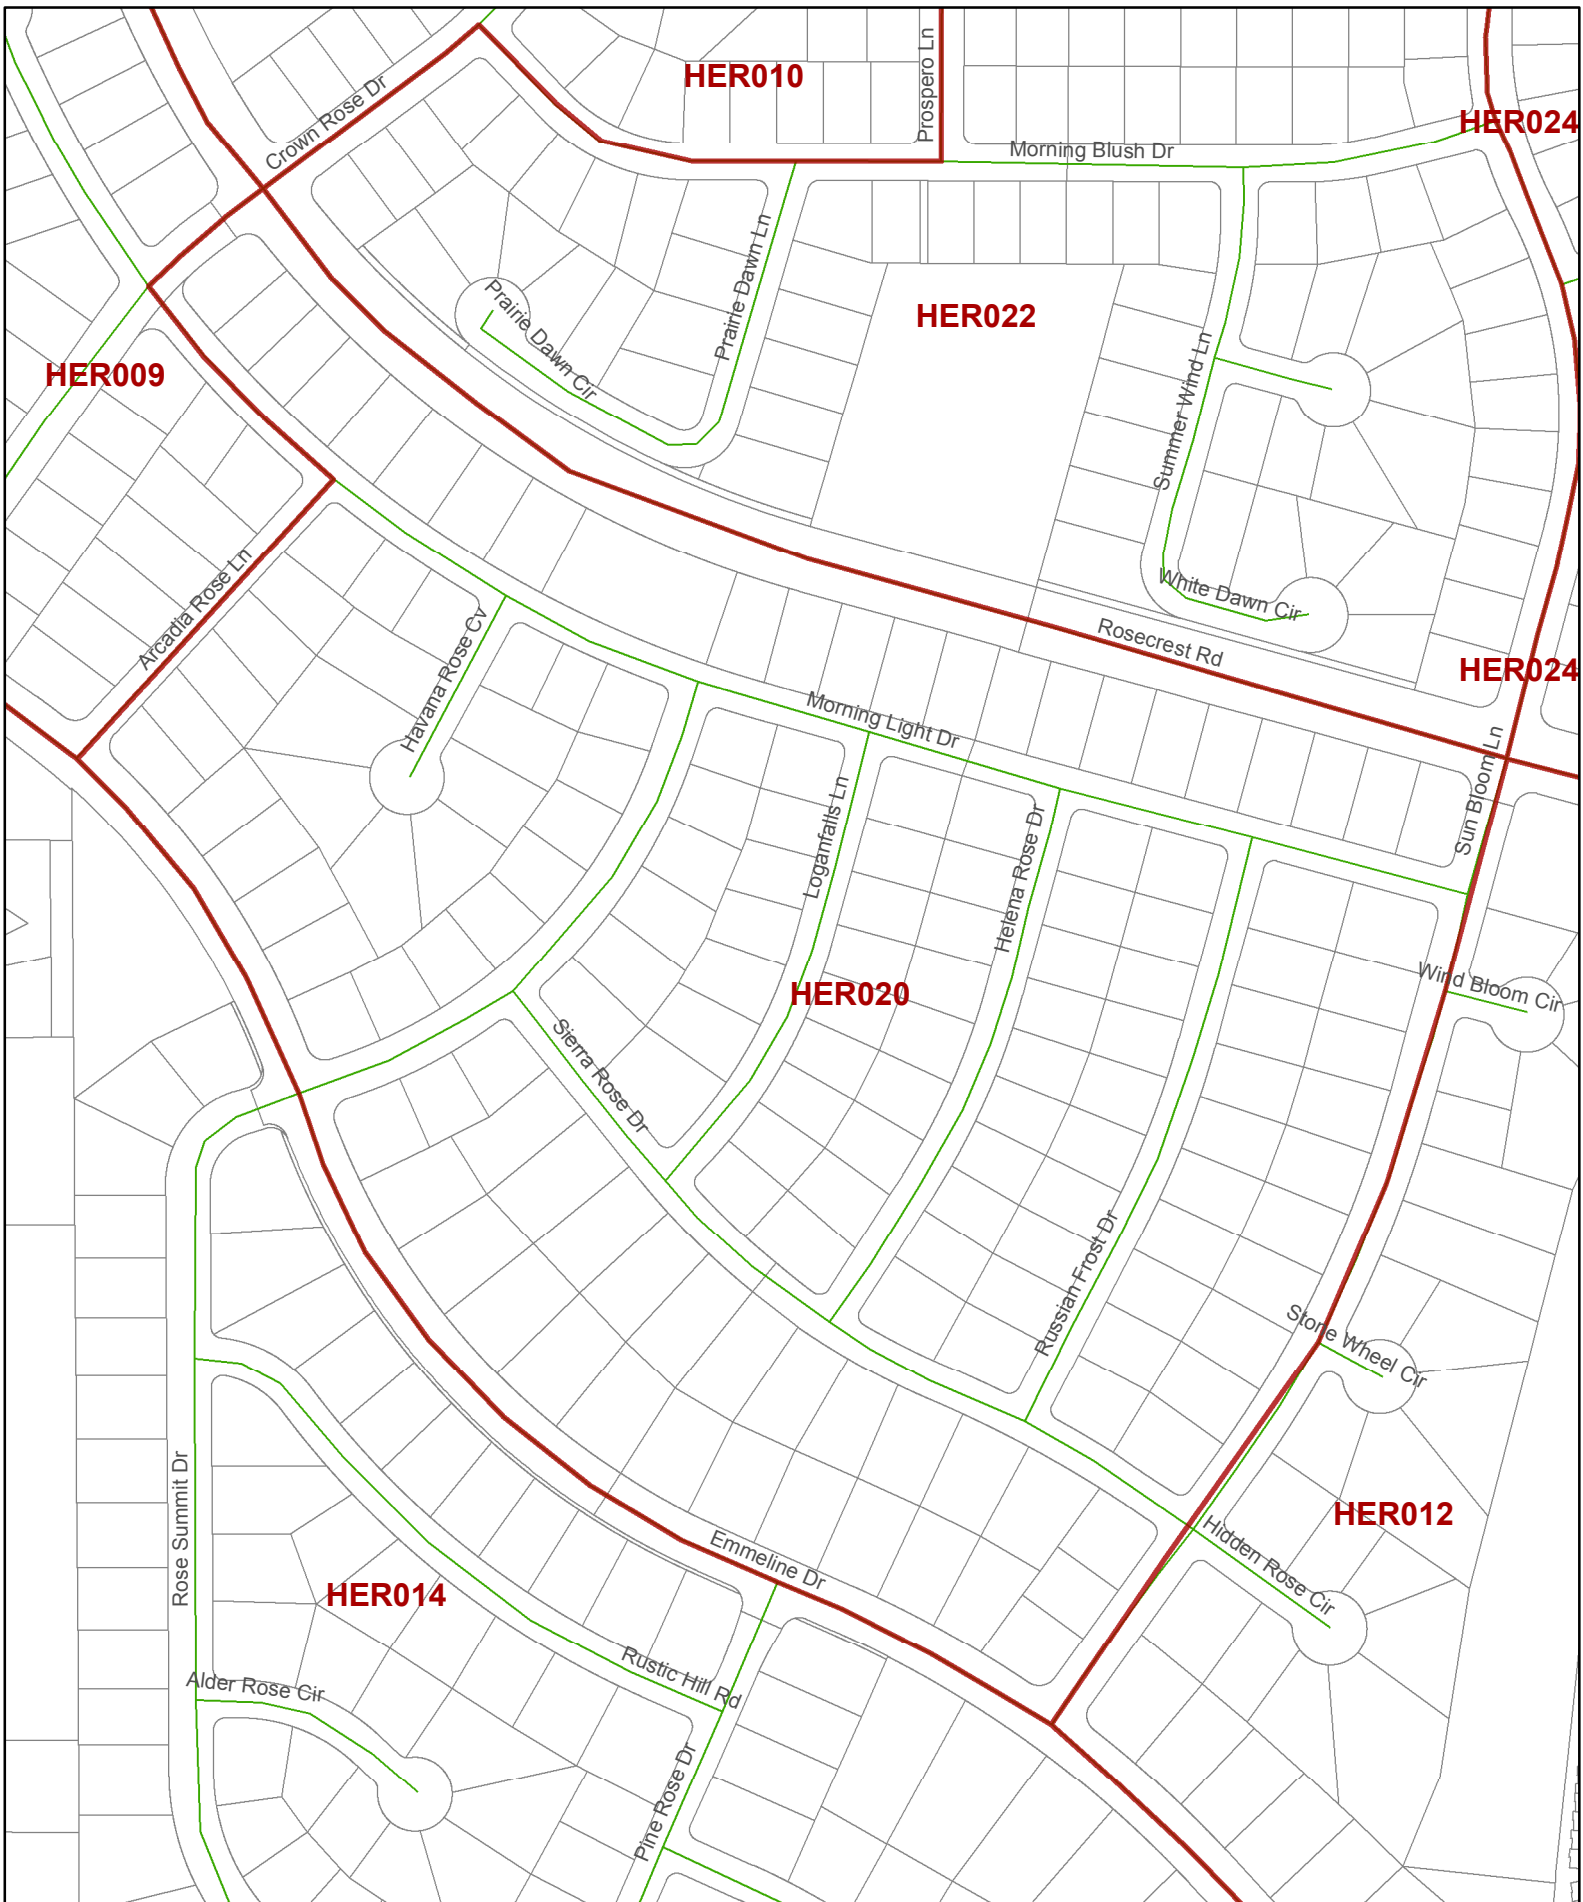 HER010
Prospero Ln
HER024
Crown Rose Dr
Morning Blush Dr
Prairie Dawn Ln
HER022
Prairie Dawn Cir
HER009
Summer Wind Ln
Arcadia Rose Ln
White Dawn Cir
Rosecrest Rd
HER024
Havana Rose Cv
Morning Light Dr
Sun Bloom Ln
Loganfalls Ln
Helena Rose Dr
Wind Bloom Cir
HER020
Sierra Rose Dr
Russian Frost Dr
Stone Wheel Cir
Rose Summit Dr
HER012
Hidden Rose Cir
Emmeline Dr
HER014
Rustic Hill Rd
Alder Rose Cir
Pine Rose Dr